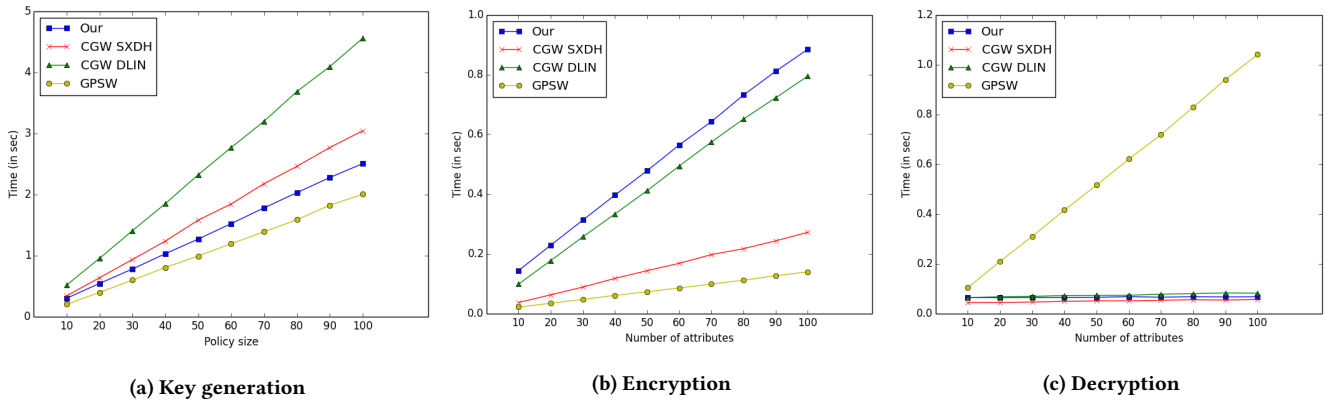 5
4
3
2
1
0
Time (in sec)
Our
CGW SXDH
CGW DLIN
GPSW
10 20 30 40 50 60 70 80 90 100
Policy size
(a) Key generation
1.0
0.8
0.6
0.4
0.2
0.0
Time (in sec)
Our
CGW SXDH
CGW DLIN
GPSW
10 20 30 40 50 60 70 80 90 100
Number of attributes
(b) Encryption
1.2
1.0
0.8
0.6
0.4
0.2
0.0
Time (in sec)
Our
CGW SXDH
CGW DLIN
GPSW
10 20 30 40 50 60 70 80 90 100
Number of attributes
(c) Decryption